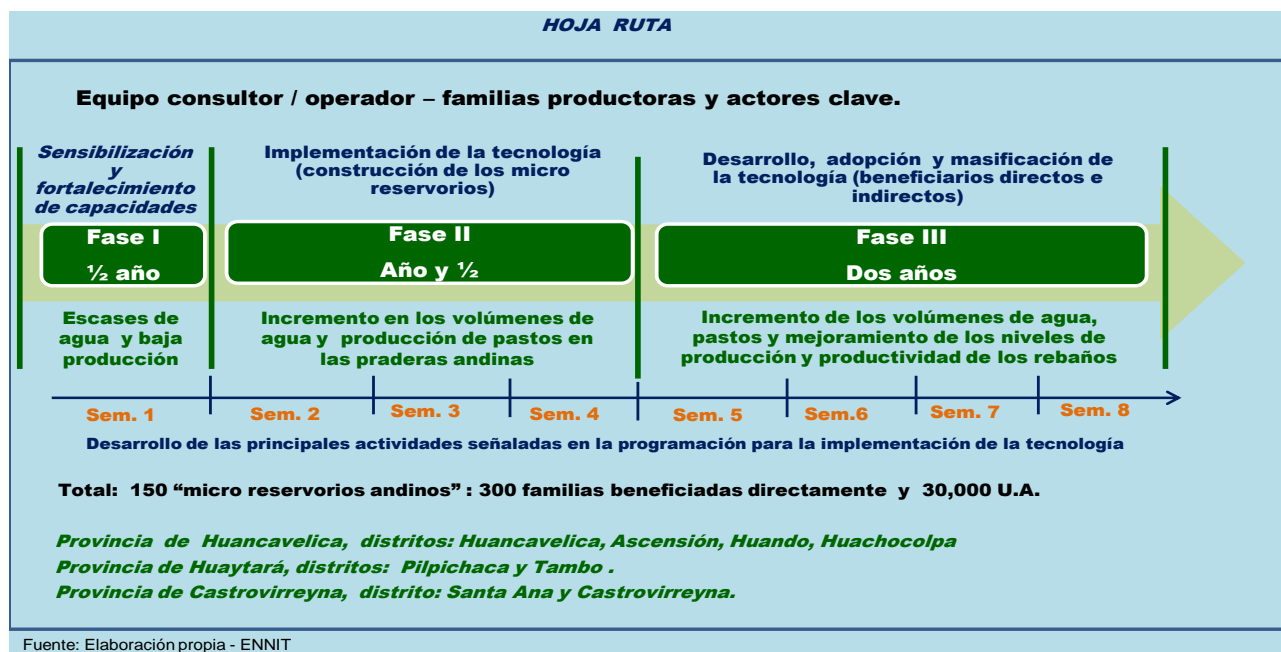 HOJA RUTA
Equipo consultor / operador – familias productoras y actores clave.
Sensibilización
y
fortalecimiento
de capacidades
Implementación de la tecnología
(construcción de los micro
reservorios)
Desarrollo, adopción y masificación de
la tecnología (beneficiarios directos e
indirectos)
Fase I
½ año
Fase II
Año y ½
Fase III
Dos años
Escases de
agua y baja
producción
Incremento en los volúmenes de
agua y producción de pastos en
las praderas andinas
Incremento de los volúmenes de agua,
pastos y mejoramiento de los niveles de
producción y productividad de los rebaños
Sem. 1
Sem. 2
Sem. 3
Sem. 4
Sem. 5
Sem.6
Sem. 7
Sem. 8
Desarrollo de las principales actividades señaladas en la programación para la implementación de la tecnología
Total: 150 “micro reservorios andinos” : 300 familias beneficiadas directamente y 30,000 U.A.
Provincia de Huancavelica, distritos: Huancavelica, Ascensión, Huando, Huachocolpa
Provincia de Huaytará, distritos: Pilpichaca y Tambo .
Provincia de Castrovirreyna, distrito: Santa Ana y Castrovirreyna.
Fuente: Elaboración propia - ENNIT